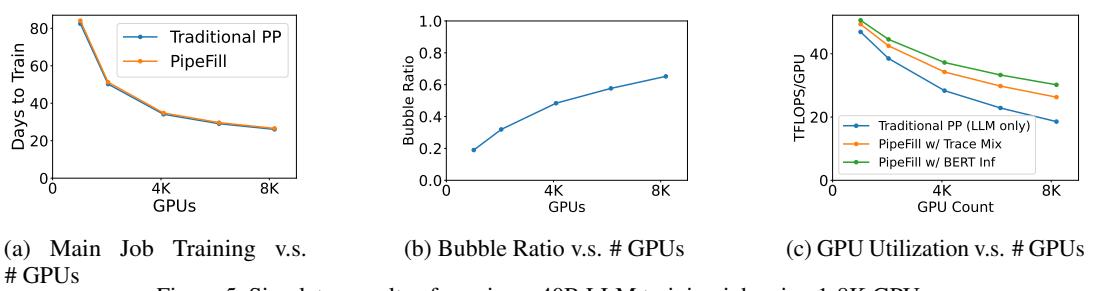 80
60
40
20
0
Days to Train
Traditional PP
PipeFill
0 4K 8K
GPUs
1.0
0.8
0.6
0.4
0.2
0.0
Bubble Ratio
0 4K 8K
GPUs
40
20
0
TFLOPS/GPU
Traditional PP (LLM only)
PipeFill w/ Trace Mix
PipeFill w/ BERT Inf
0 4K 8K
GPU Count
(a) Main Job Training v.s.
# GPUs
(b) Bubble Ratio v.s. # GPUs
(c) GPU Utilization v.s. # GPUs